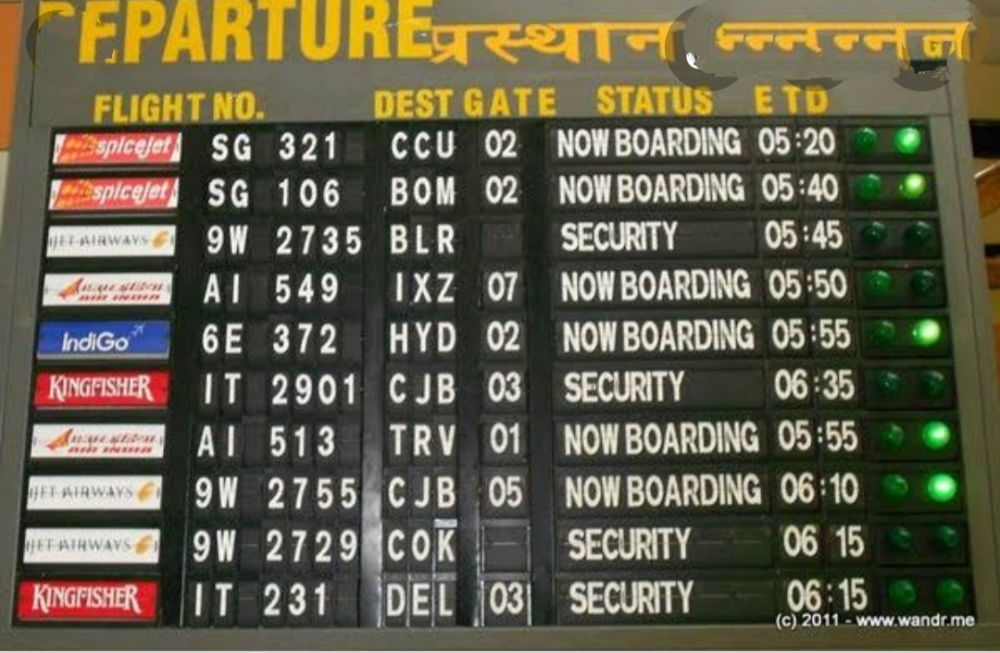 DEPARTURE प्रस्थान
FLIGHT NO. DEST GATE STATUS ETD
spicejet SG 321 CCU 02 NOW BOARDING 05:20
spicejet SG 106 BOM 02 NOW BOARDING 05:40
JET AIRWAYS 9W 2735 BLR SECURITY 05:45
AIR INDIA AI 549 IXZ 07 NOW BOARDING 05:50
IndiGo 6E 372 HYD 02 NOW BOARDING 05:55
KINGFISHER IT 2901 CJB 03 SECURITY 06:35
AIR INDIA AI 513 TRV 01 NOW BOARDING 05:55
JET AIRWAYS 9W 2755 CJB 05 NOW BOARDING 06:10
JET AIRWAYS 9W 2729 COK SECURITY 06 15
KINGFISHER IT 231 DEL 03 SECURITY 06:15
(c) 2011 - www.wandr.me